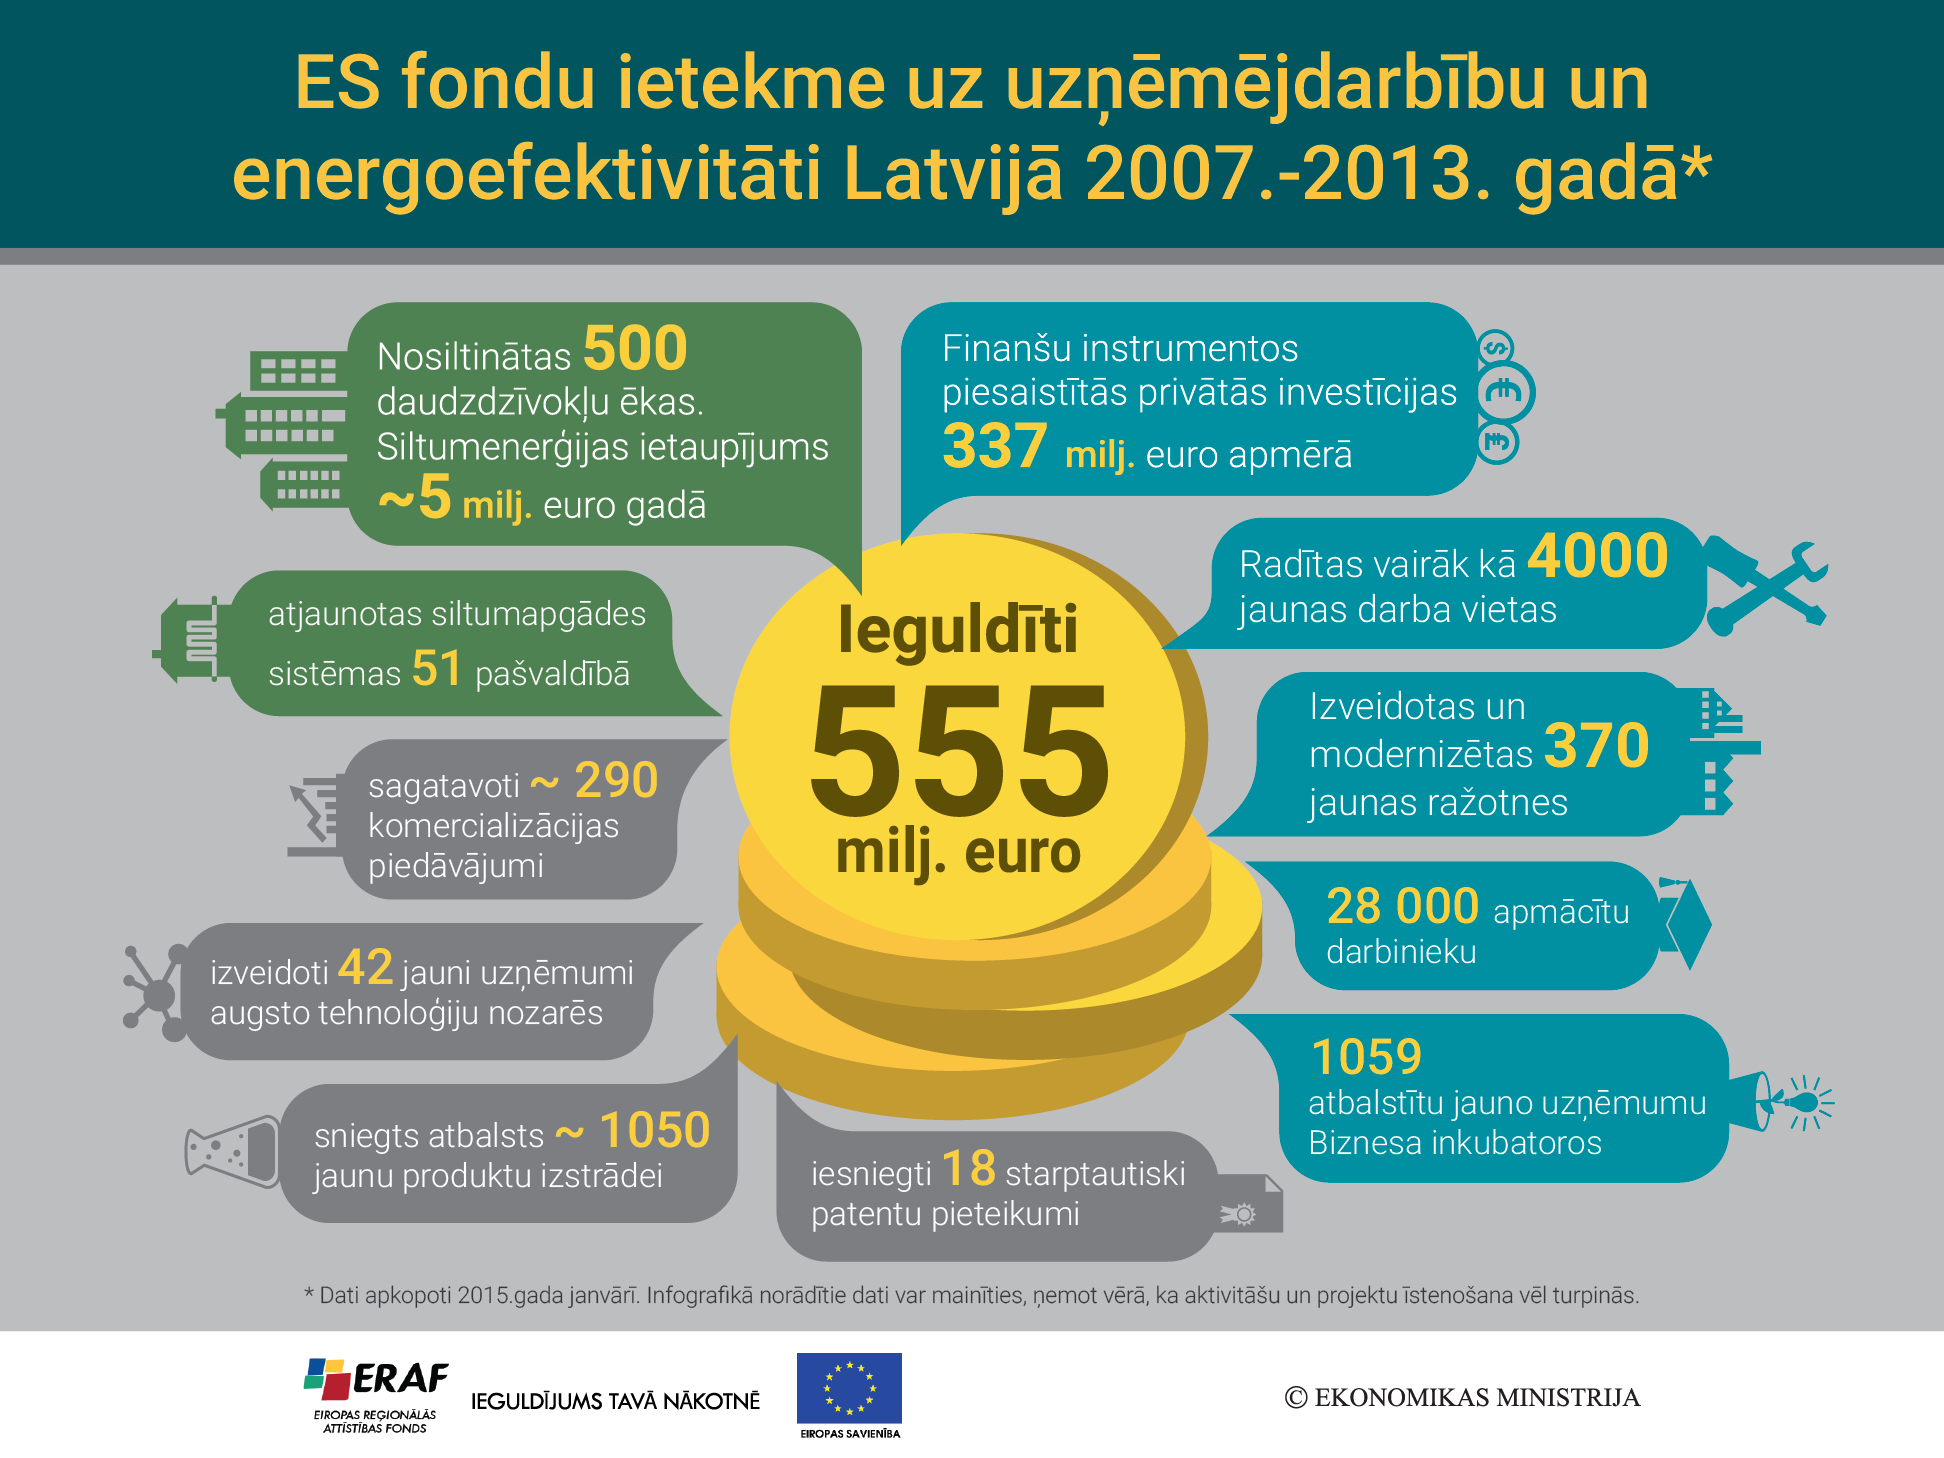 ES fondu ietekme uz uzņēmējdarbību un
energoefektivitāti Latvijā 2007.-2013. gadā*
Nosiltinātas 500
daudzdzīvokļu ēkas.
Siltumenerģijas ietaupījums
~5 milj. euro gadā
Finanšu instrumentos
piesaistītās privātās investīcijas
337 milj. euro apmērā
Radītas vairāk kā 4000
jaunas darba vietas
atjaunotas siltumapgādes
sistēmas 51 pašvaldībā
Ieguldīti
555
milj. euro
Izveidotas un
modernizētas 370
jaunas ražotnes
sagatavoti ~ 290
komercializācijas
piedāvājumi
28 000 apmācītu
darbinieku
izveidoti 42 jauni uzņēmumi
augsto tehnoloģiju nozarēs
1059
atbalstītu jauno uzņēmumu
Biznesa inkubatoros
sniegts atbalsts ~ 1050
jaunu produktu izstrādei
iesniegti 18 starptautiski
patentu pieteikumi
* Dati apkopoti 2015.gada janvārī. Infografikā norādītie dati var mainīties, ņemot vērā, ka aktivitāšu un projektu īstenošana vēl turpinās.
ERAF
EIROPAS REĢIONĀLĀS
ATTĪSTĪBAS FONDS
IEGULDĪJUMS TAVĀ NĀKOTNĒ
EIROPAS SAVIENĪBA
© EKONOMIKAS MINISTRIJA